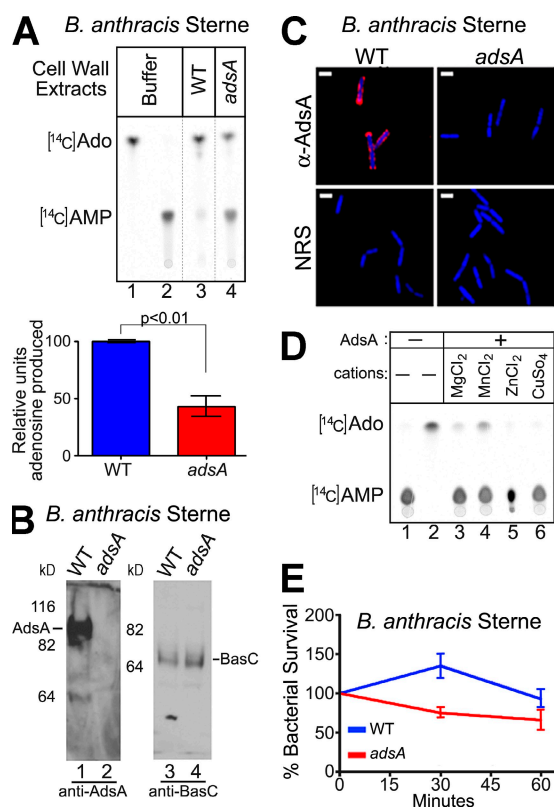 A
B. anthracis Sterne
Cell Wall
Extracts
Buffer
WT
adsA
[14C]Ado
[14C]AMP
1 2 3 4
p<0.01
Relative units
adenosine produced
100
50
0
WT adsA
B
B. anthracis Sterne
kD WT adsA kD WT adsA
116
AdsA
82
64
82
64
BasC
1 2 3 4
anti-AdsA anti-BasC
C
B. anthracis Sterne
WT adsA
α-AdsA
NRS
D
AdsA : – +
cations: – – MgCl2 MnCl2 ZnCl2 CuSo4
[14C]Ado
[14C]AMP
1 2 3 4 5 6
E
B. anthracis Sterne
% Bacterial Survival
200
150
100
50
0
WT
adsA
0 30 60
Minutes